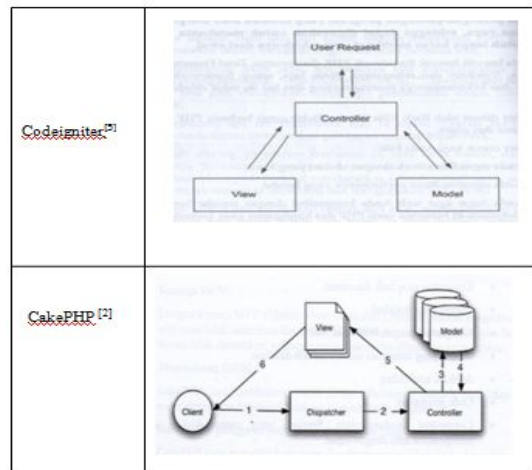 Codeigniter[5]
User Request
Controller
View
Model
CakePHP [2]
View
Model
6
5
3
4
Client
1
Dispatcher
2
Controller